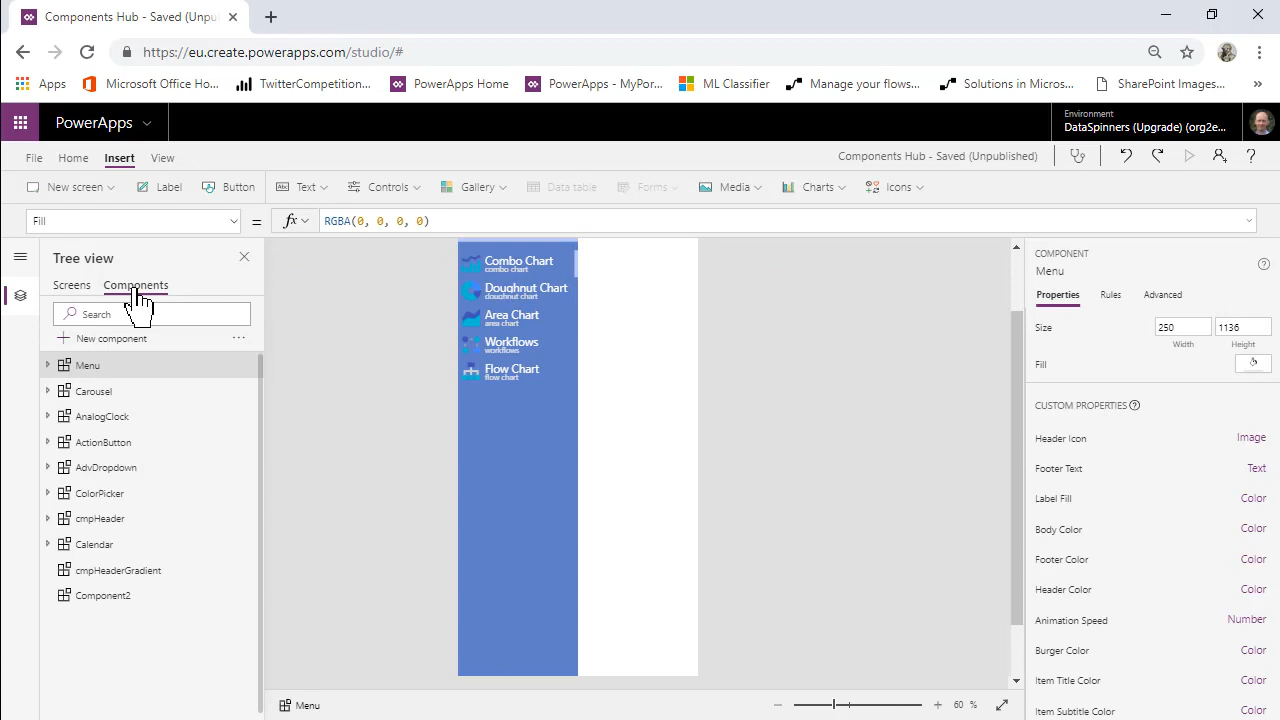 Components Hub - Saved (Unpu
https://eu.create.powerapps.com/studio/#
Apps Microsoft Office Ho... TwitterCompetition... PowerApps Home PowerApps - MyPor... ML Classifier Manage your flows... Solutions in Micros... SharePoint Images... »
PowerApps
Environment
DataSpinners (Upgrade) (org2e...
File Home Insert View
Components Hub - Saved (Unpublished)
New screen Label Button Text Controls Gallery Data table Forms Media Charts Icons
Fill = fx RGBA(0, 0, 0, 0)
Tree view
Screens Components
Search
New component ...
Menu
Carousel
AnalogClock
ActionButton
AdvDropdown
ColorPicker
cmpHeader
Calendar
cmpHeaderGradient
Component2
Combo Chart
combo chart
Doughnut Chart
doughnut chart
Area Chart
area chart
Workflows
workflows
Flow Chart
flow chart
Menu
60 %
COMPONENT
Menu
Properties Rules Advanced
Size 250 1136
Width Height
Fill
CUSTOM PROPERTIES
Header Icon Image
Footer Text Text
Label Fill Color
Body Color Color
Footer Color Color
Header Color Color
Animation Speed Number
Burger Color Color
Item Title Color Color
Item Subtitle Color Color